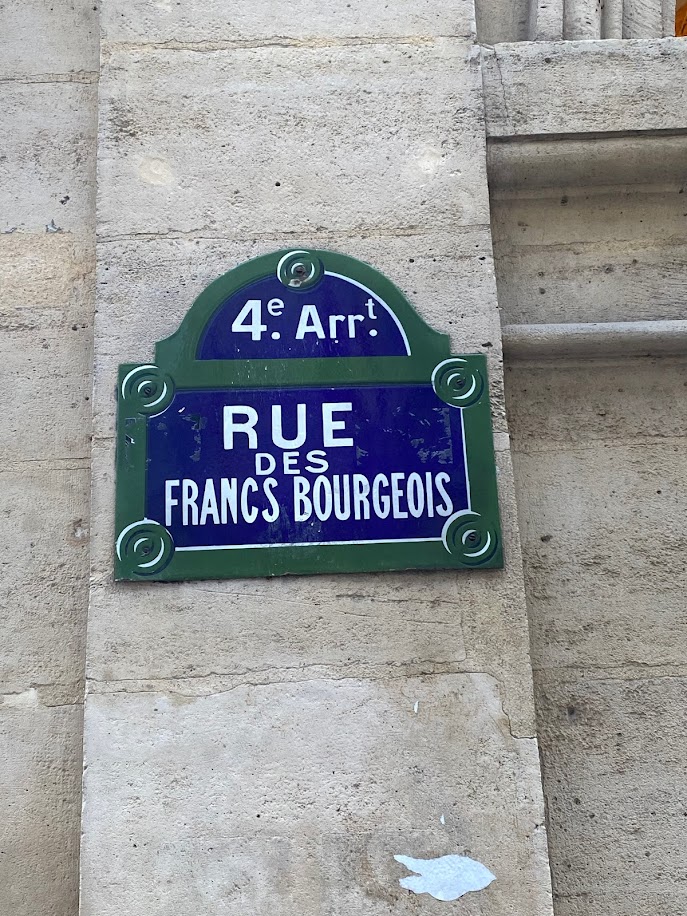 4e. Arrt.
RUE
DES
FRANCS BOURGEOIS